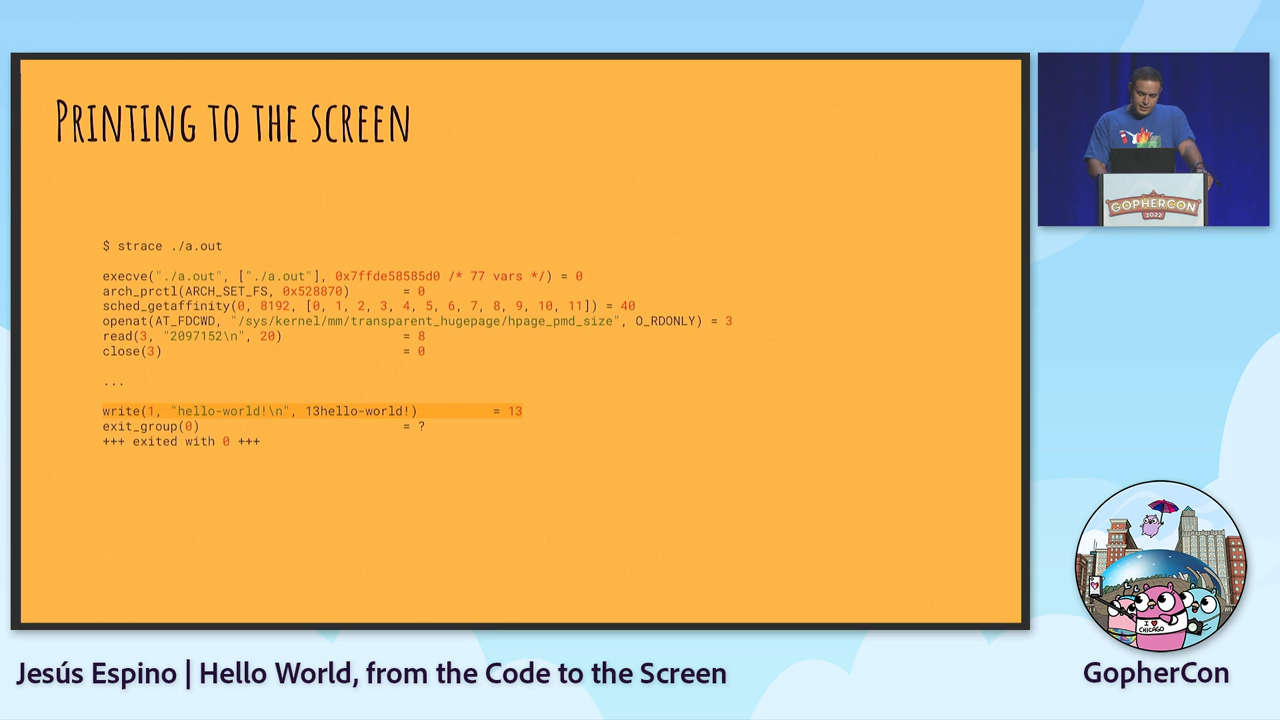 PRINTING TO THE SCREEN
$ strace ./a.out
execve("./a.out", ["./a.out"], 0x7ffde58585d0 /* 77 vars */) = 0
arch_prctl(ARCH_SET_FS, 0x528870)       = 0
sched_getaffinity(0, 8192, [0, 1, 2, 3, 4, 5, 6, 7, 8, 9, 10, 11]) = 40
openat(AT_FDCWD, "/sys/kernel/mm/transparent_hugepage/hpage_pmd_size", O_RDONLY) = 3
read(3, "2097152\n", 20)                = 8
close(3)                                = 0
...
write(1, "hello-world!\n", 13hello-world!)          = 13
exit_group(0)                           = ?
+++ exited with 0 +++
GOPHERCON
2022
I ♥
CHICAGO
Jesús Espino | Hello World, from the Code to the Screen
GopherCon